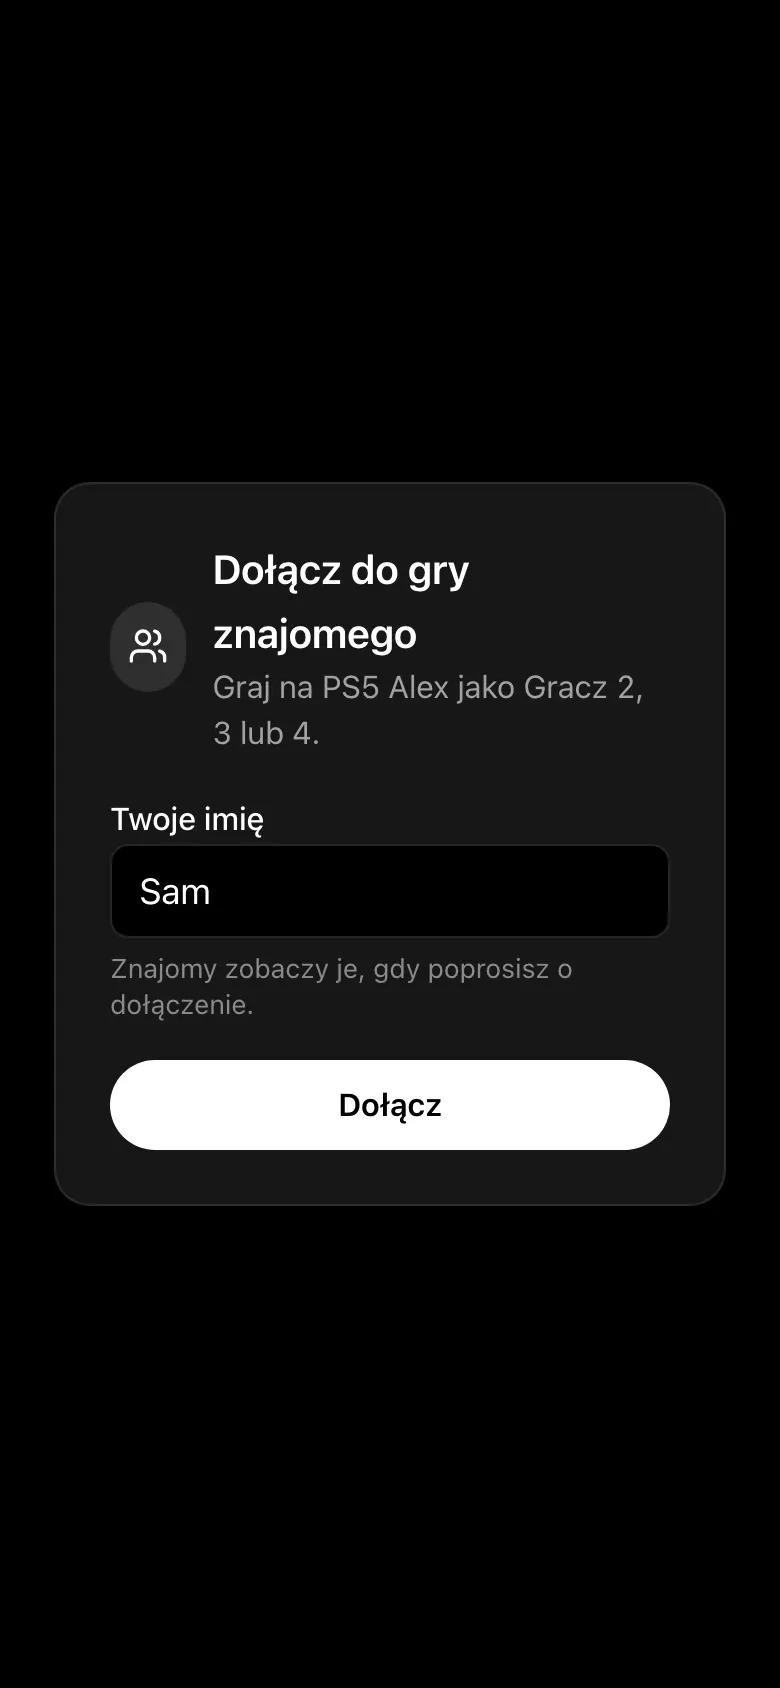 Dołącz do gry
znajomego
Graj na PS5 Alex jako Gracz 2,
3 lub 4.
Twoje imię
Sam
Znajomy zobaczy je, gdy poprosisz o
dołączenie.
Dołącz